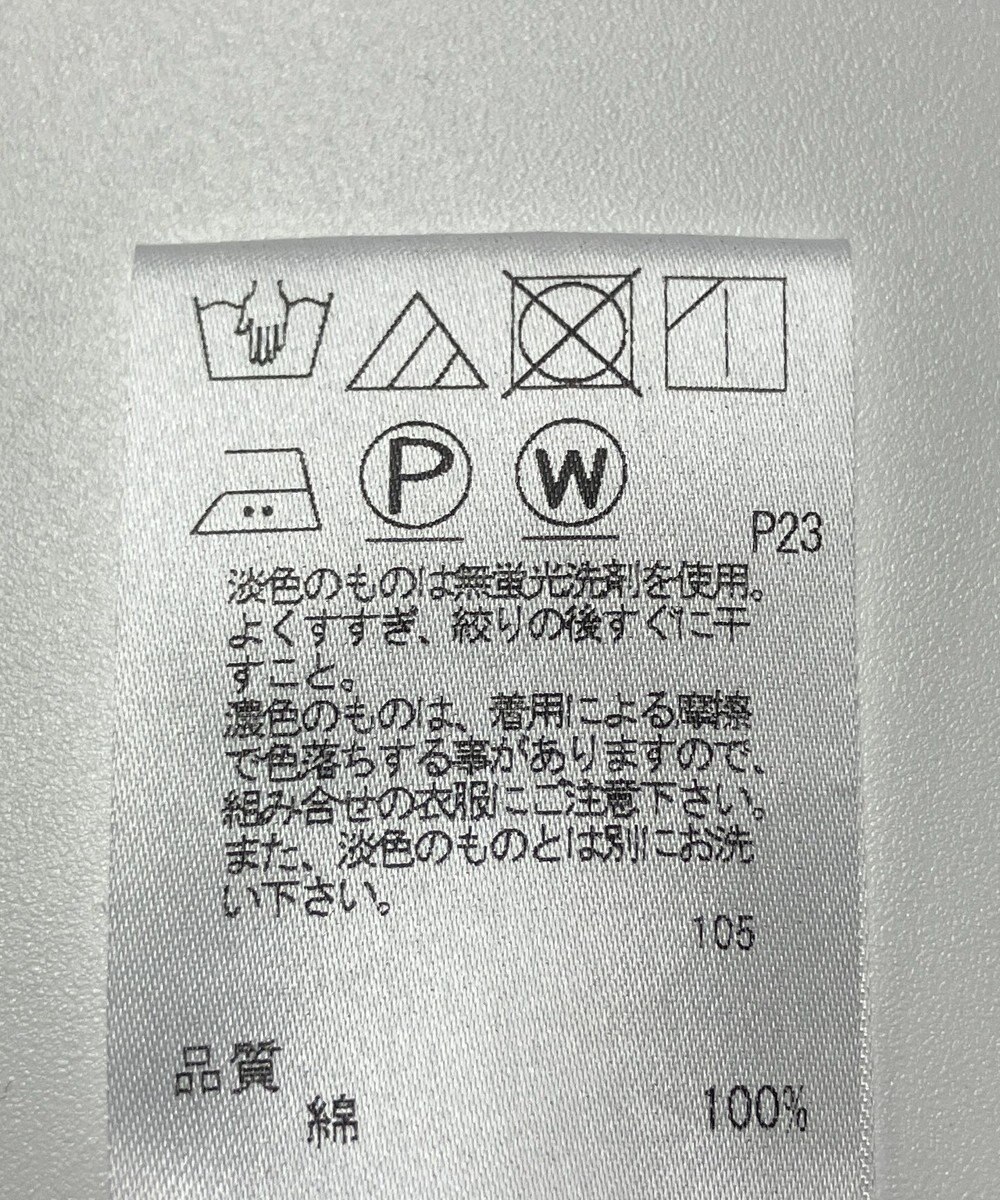 P W
P23
淡色のものは無蛍光洗剤を使用。
よくすすぎ、絞りの後すぐに干
すこと。
濃色のものは、着用による摩擦
で色落ちする事がありますので、
組み合せの衣服にご注意下さい。
また、淡色のものとは別にお洗
い下さい。
105
品質
綿 100%